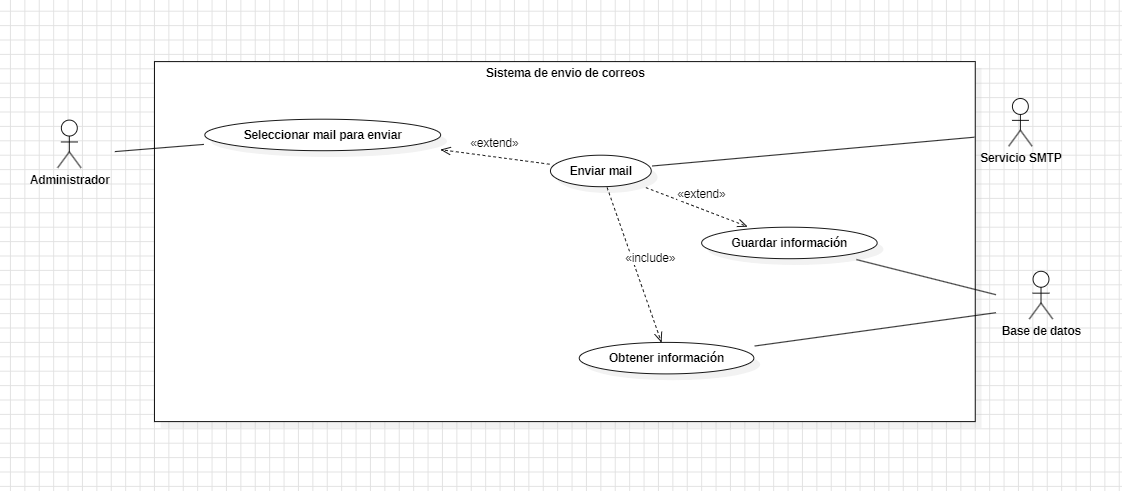 Sistema de envio de correos
Seleccionar mail para enviar
«extend»
Servicio SMTP
Enviar mail
Administrador
«extend»
Guardar información
«include»
Base de datos
Obtener información